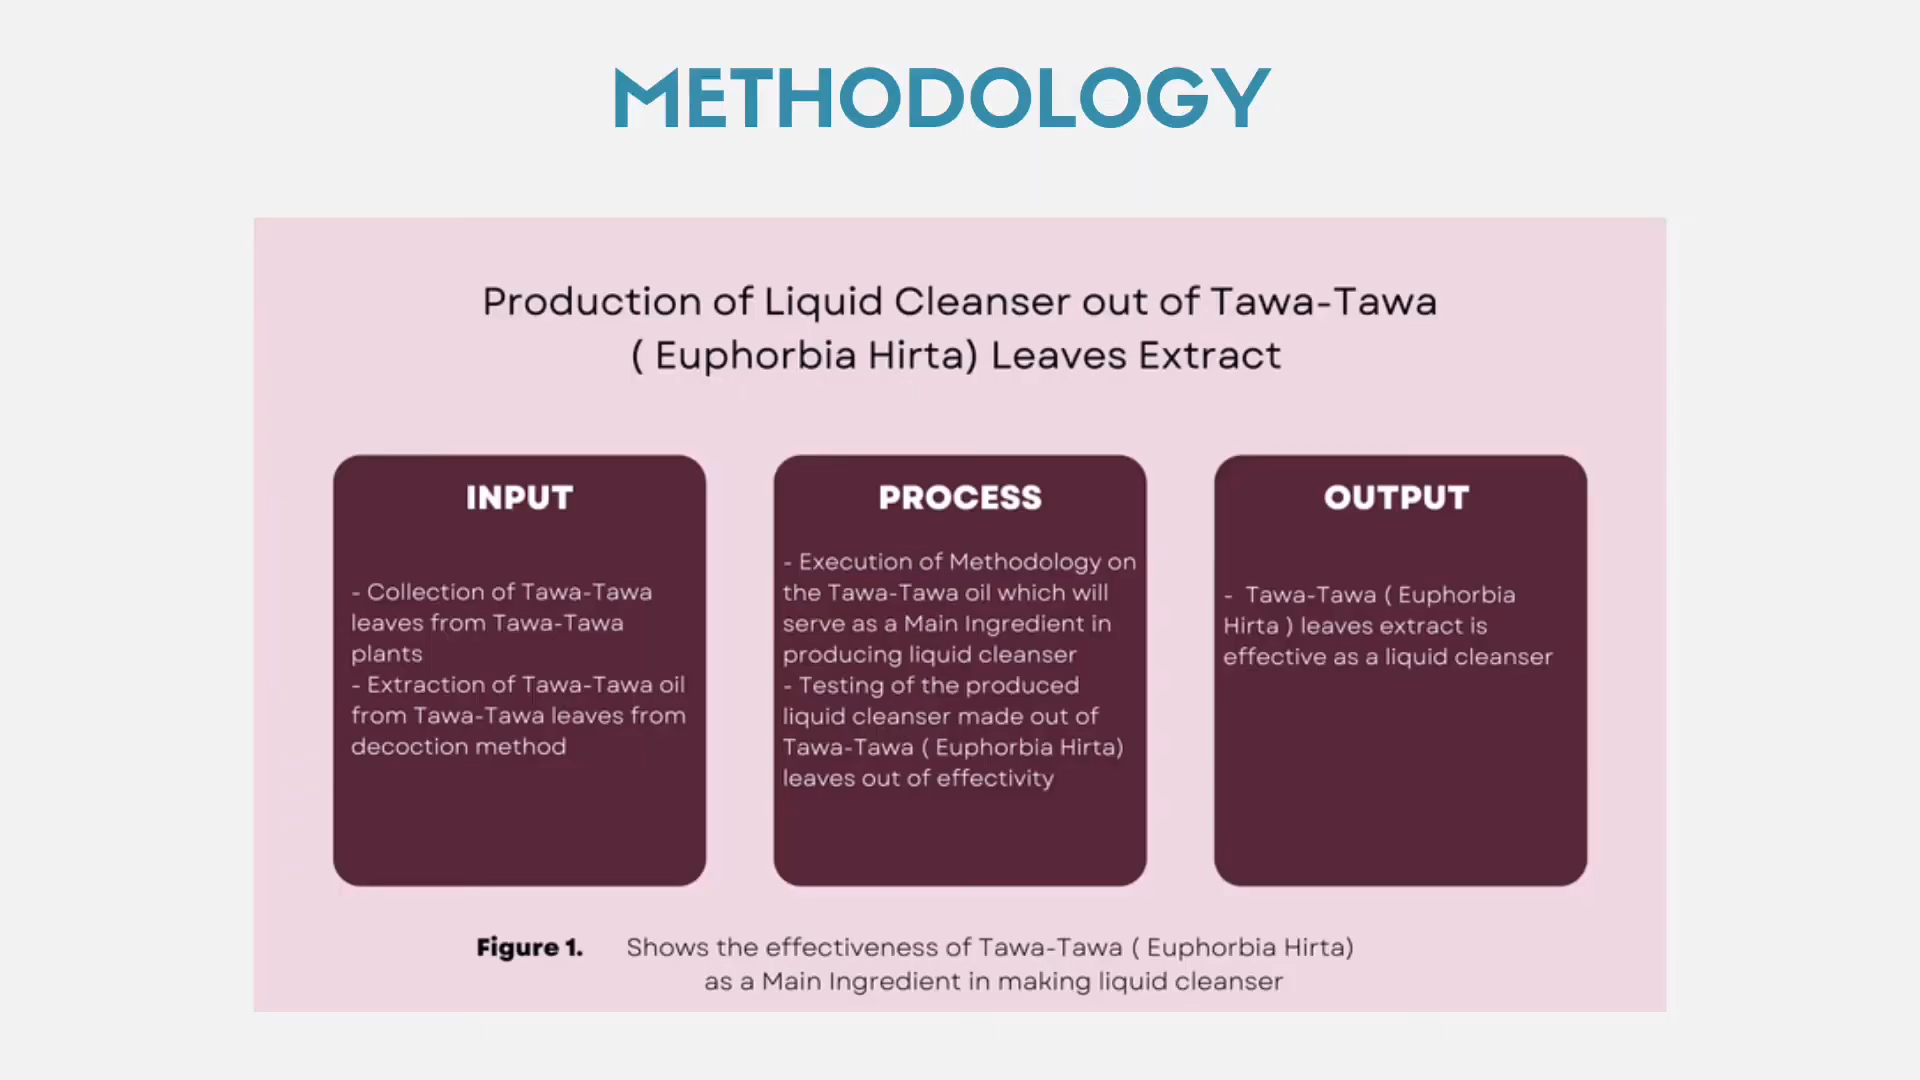 METHODOLOGY
Production of Liquid Cleanser out of Tawa-Tawa
( Euphorbia Hirta) Leaves Extract
INPUT
- Collection of Tawa-Tawa
leaves from Tawa-Tawa
plants
- Extraction of Tawa-Tawa oil
from Tawa-Tawa leaves from
decoction method
PROCESS
- Execution of Methodology on
the Tawa-Tawa oil which will
serve as a Main Ingredient in
producing liquid cleanser
- Testing of the produced
liquid cleanser made out of
Tawa-Tawa ( Euphorbia Hirta)
leaves out of effectivity
OUTPUT
- Tawa-Tawa ( Euphorbia
Hirta ) leaves extract is
effective as a liquid cleanser
Figure 1. Shows the effectiveness of Tawa-Tawa ( Euphorbia Hirta)
as a Main Ingredient in making liquid cleanser